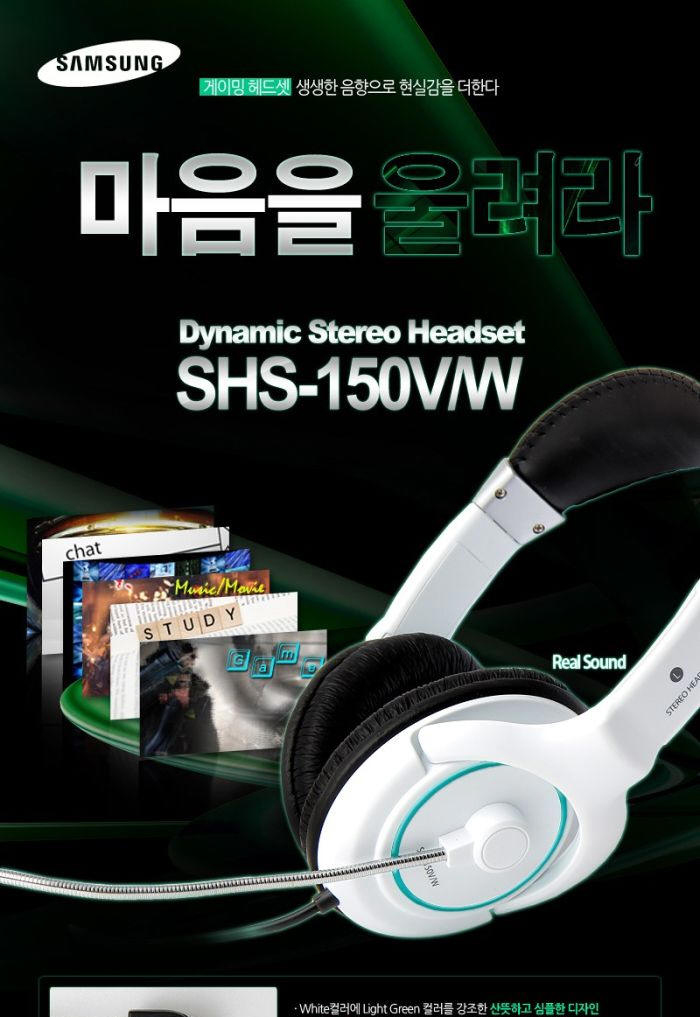 SAMSUNG
게이밍 헤드셋 생생한 음향으로 현실감을 더한다
마음을 울려라
Dynamic Stereo Headset
SHS-150V/W
chat
Music/Movie
STUDY
Game
Real Sound
L
STEREO HEAD
· White컬러에 Light Green 컬러를 강조한 산뜻하고 심플한 디자인